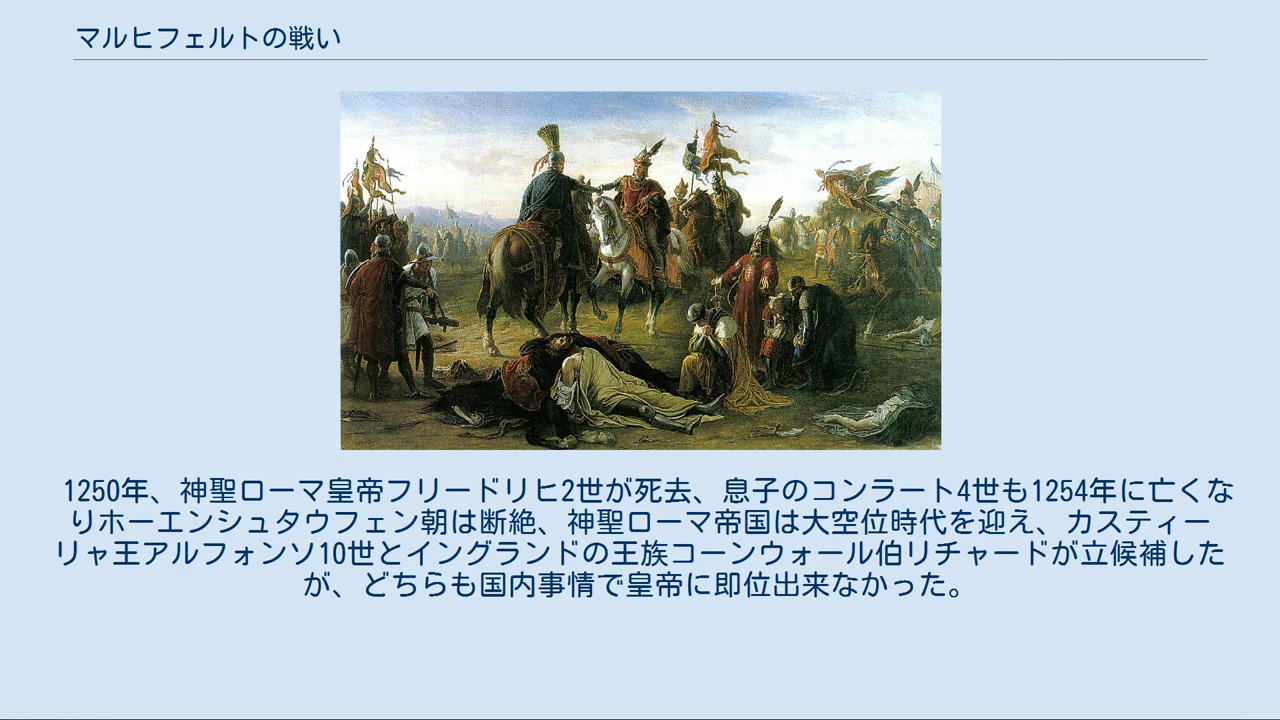 マルヒフェルトの戦い
1250年、神聖ローマ皇帝フリードリヒ2世が死去、息子のコンラート4世も1254年に亡くな
りホーエンシュタウフェン朝は断絶、神聖ローマ帝国は大空位時代を迎え、カスティー
リャ王アルフォンソ10世とイングランドの王族コーンウォール伯リチャードが立候補した
が、どちらも国内事情で皇帝に即位出来なかった。